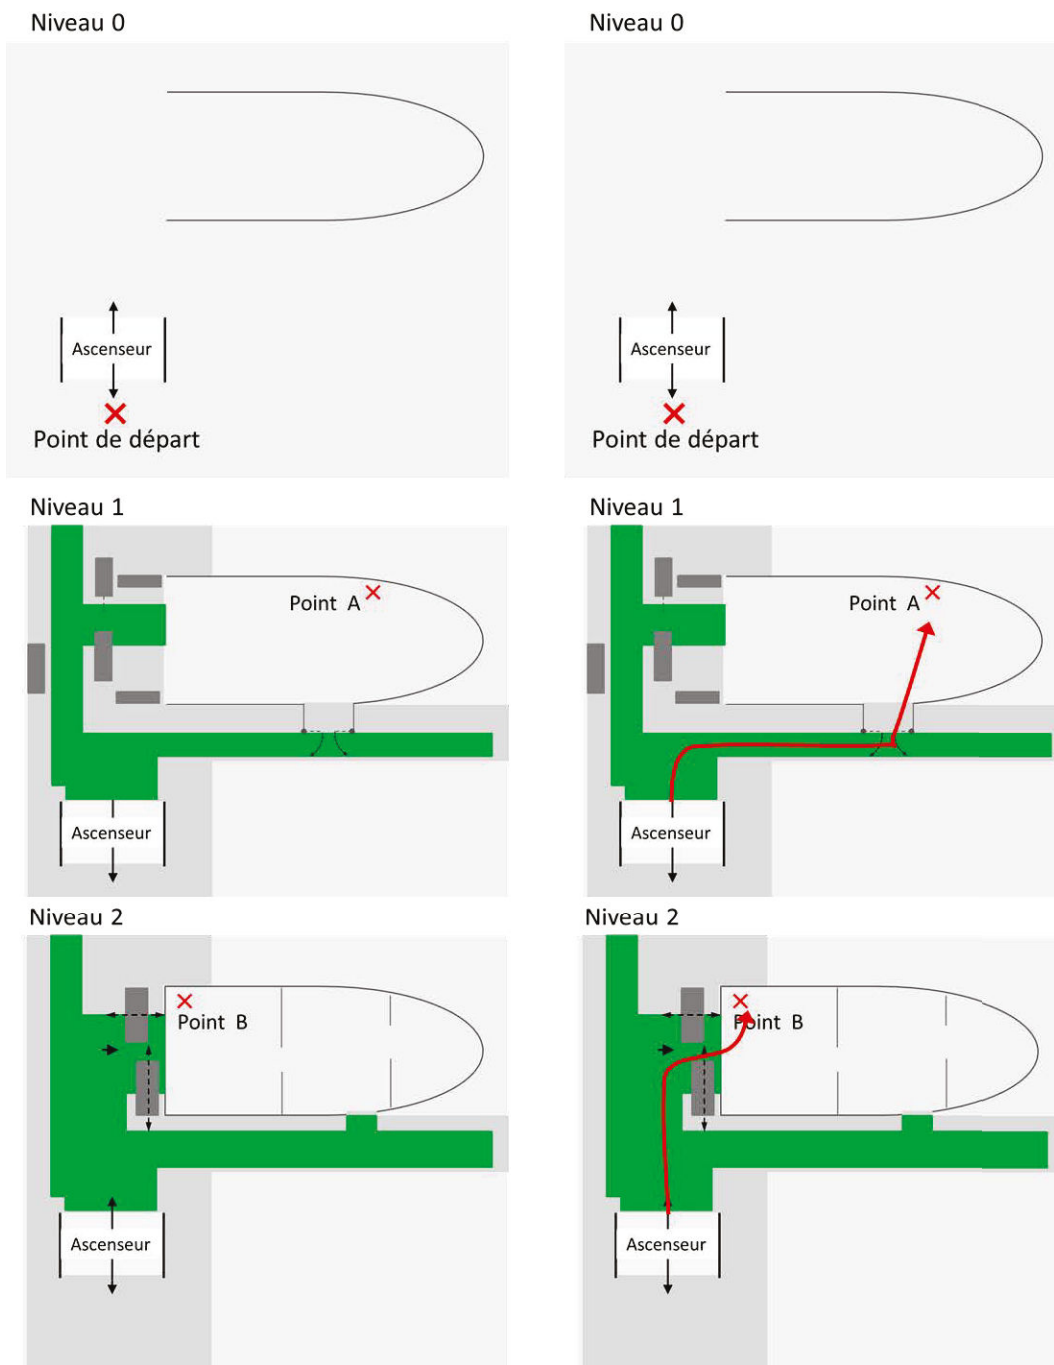 Niveau 0
Niveau 0
Ascenseur
Ascenseur
Point de départ
Point de départ
Niveau 1
Niveau 1
Point A
Point A
Ascenseur
Ascenseur
Niveau 2
Niveau 2
Point B
Point B
Ascenseur
Ascenseur